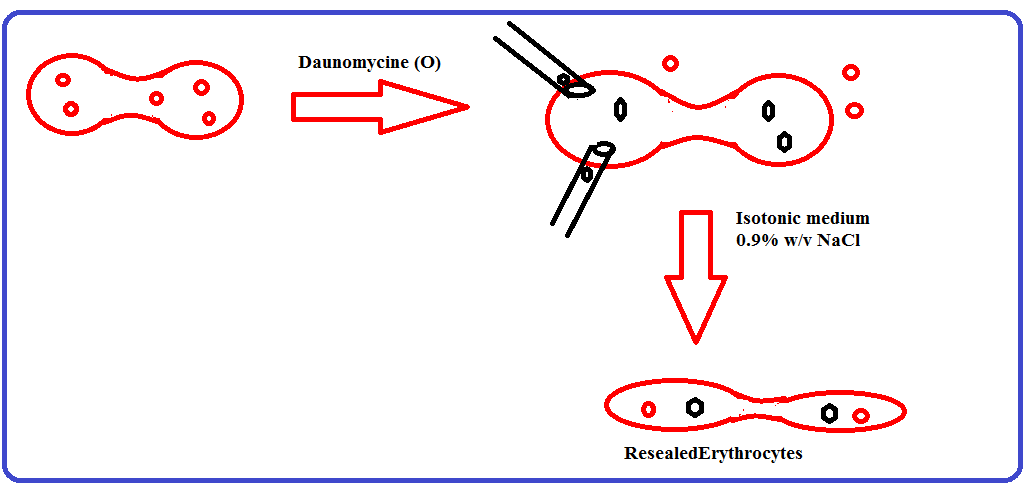 Daunomycine (O)
Isotonic medium
0.9% w/v NaCl
ResealedErythrocytes